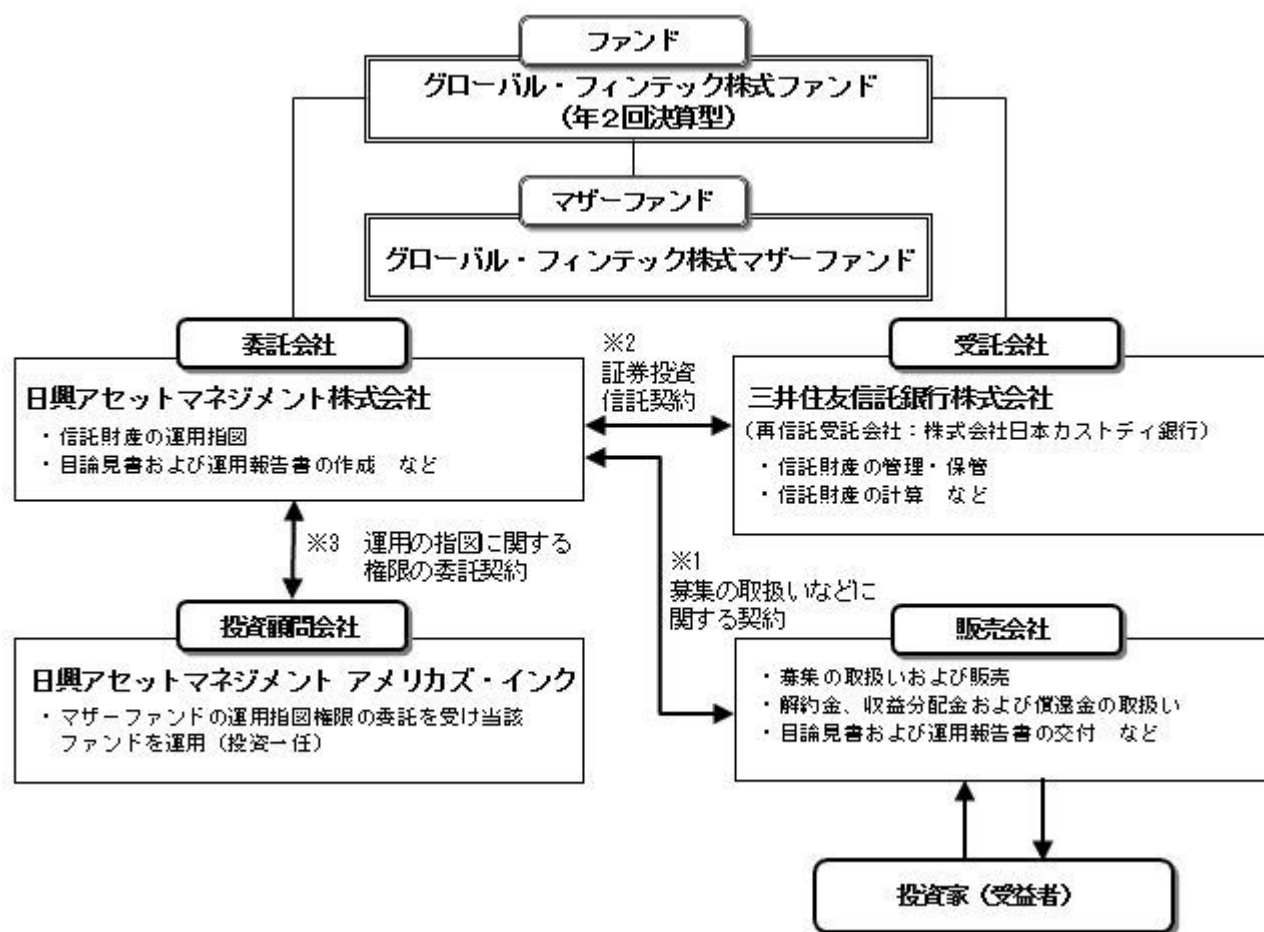 ファンド
グローバル・フィンテック株式ファンド
(年２回決算型)
マザーファンド
グローバル・フィンテック株式マザーファンド
委託会社
日興アセットマネジメント株式会社
・信託財産の運用指図
・目論見書および運用報告書の作成　など
※2
証券投資
信託契約
受託会社
三井住友信託銀行株式会社
（再信託受託会社：株式会社日本カストディ銀行）
・信託財産の管理・保管
・信託財産の計算　など
※3　運用の指図に関する
権限の委託契約
※1
募集の取扱いなどに
関する契約
投資顧問会社
日興アセットマネジメント アメリカズ・インク
・マザーファンドの運用指図権限の委託を受け当該
ファンドを運用（投資一任）
販売会社
・募集の取扱いおよび販売
・解約金、収益分配金および償還金の取扱い
・目論見書および運用報告書の交付　など
投資家（受益者）